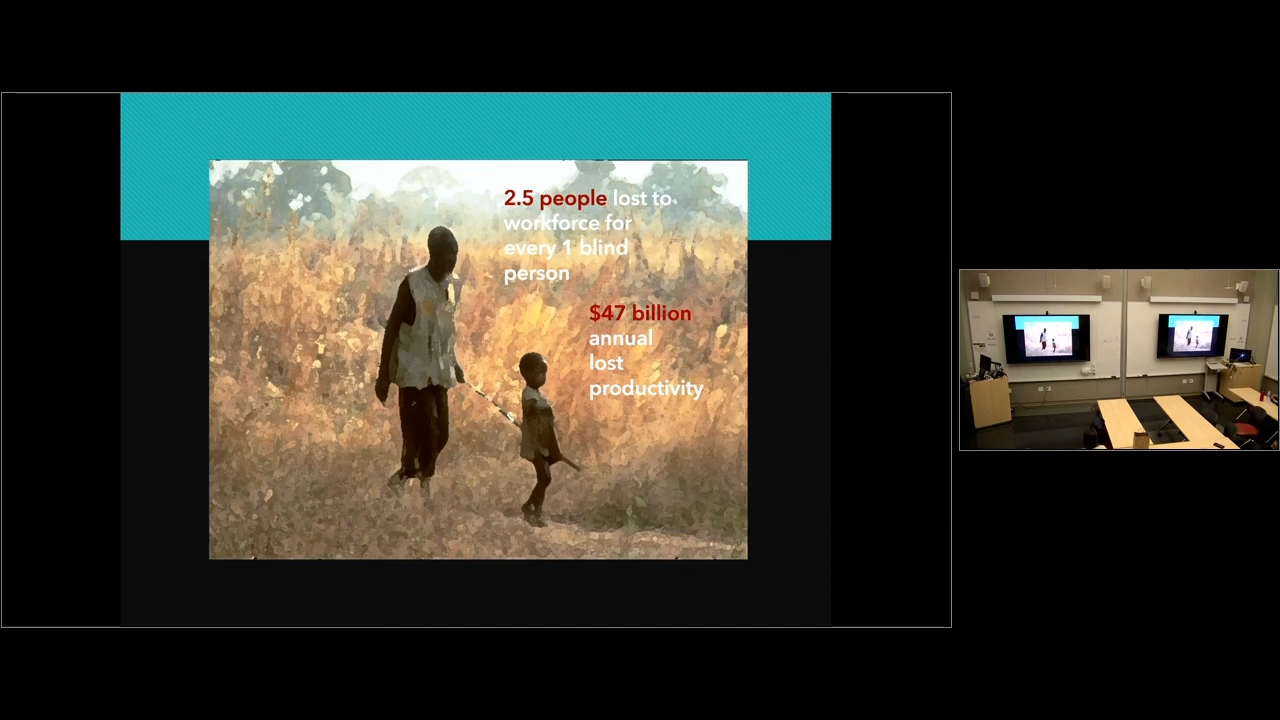 2.5 people lost to
workforce for
every 1 blind
person
$47 billion
annual
lost
productivity